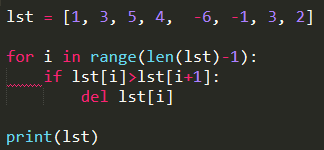 lst = [1, 3, 5, 4,  -6, -1, 3, 2]
for i in range(len(lst)-1):
    if lst[i]>lst[i+1]:
        del lst[i]
print(lst)